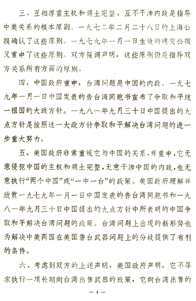 三、互相尊重主权和领土完整、互不干涉内政是指导
中美关系的根本原则。一九七二年二月二十八日的上海公
报确认了这些原则。一九七九年一月一日生效的建交公报
又重申了这些原则。双方强调声明，这些原则仍是指导双
方关系所有方面的原则。
四、中国政府重申，台湾问题是中国的内政。一九七
九年一月一日中国发表的告台湾同胞书宣布了争取和平统
一祖国的大政方针。一九八一年九月三十日中国提出的九
点方针是按照这一大政方针争取和平解决台湾问题的进一
步重大努力。
五、美国政府非常重视它与中国的关系，并重申，它无
意侵犯中国的主权和领土完整，无意干涉中国的内政，也无
意执行“两个中国”或“一中一台”的政策。美国政府理解并
欣赏一九七九年一月一日中国发表的告台湾同胞书和一九
八一年九月三十日中国提出的九点方针中所表明的中国争
取和平解决台湾问题的政策。台湾问题上出现的新形势也
为解决中美两国在美国售台武器问题上的分歧提供了有利
的条件。
六、考虑到双方的上述声明，美国政府声明，它不寻
求执行一项长期向台湾出售武器的政策，它向台湾出售的